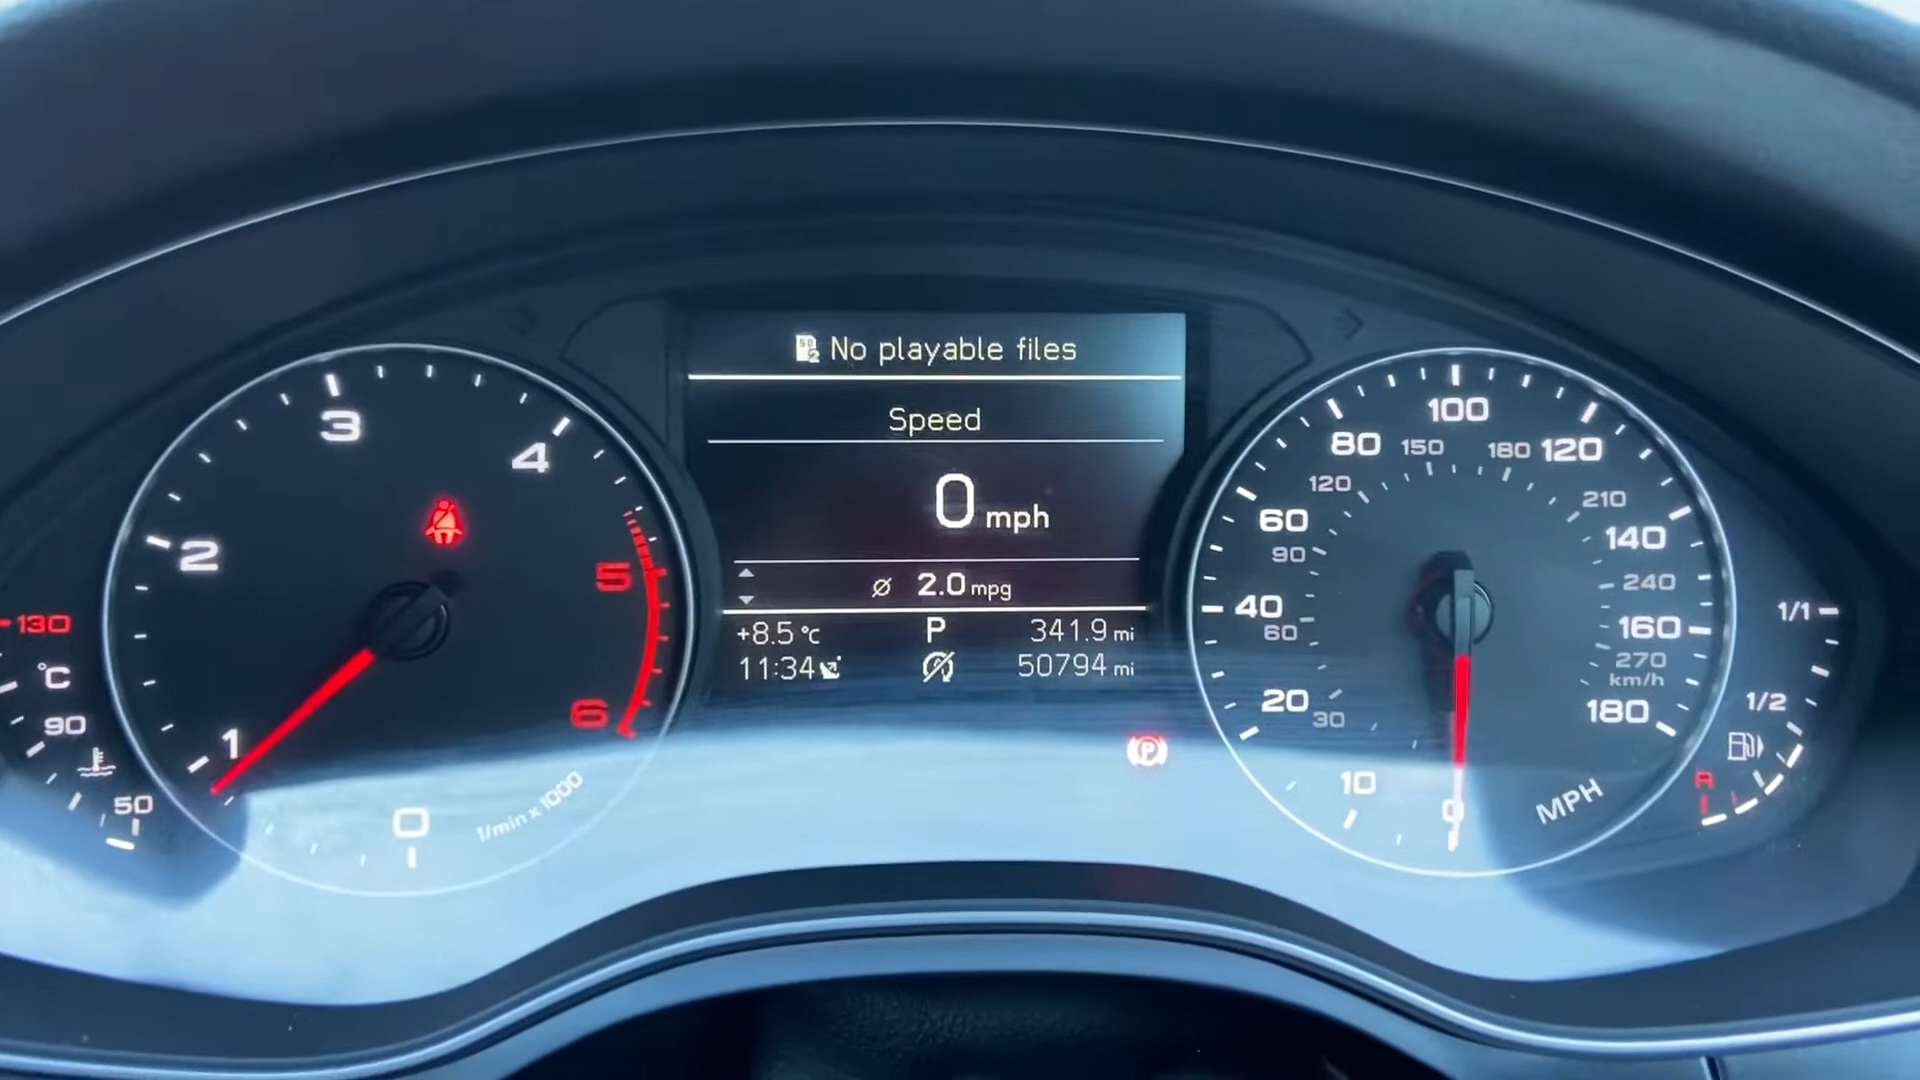 SD 2 No playable files
Speed
0 mph
Ø 2.0 mpg
+8.5 °C P 341.9 mi
11:34 50794 mi
0 1 2 3 4 5 6
1/min x 1000
130
°C
90
50
P
0 10 20 40 60 80 100 120 140 160 180
MPH
30 60 90 120 150 180 210 240 270
km/h
1/1
1/2
R